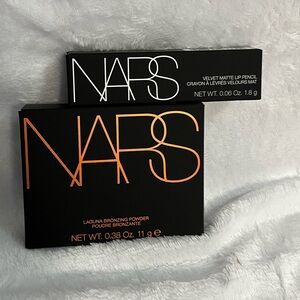 NARS
VELVET MATTE LIP PENCIL
CRAYON À LÈVRES VELOURS MAT
NET WT. 0.06 Oz. 1.8 g
NARS
LAGUNA BRONZING POWDER
POUDRE BRONZANTE
NET WT. 0.38 Oz. 11 g e